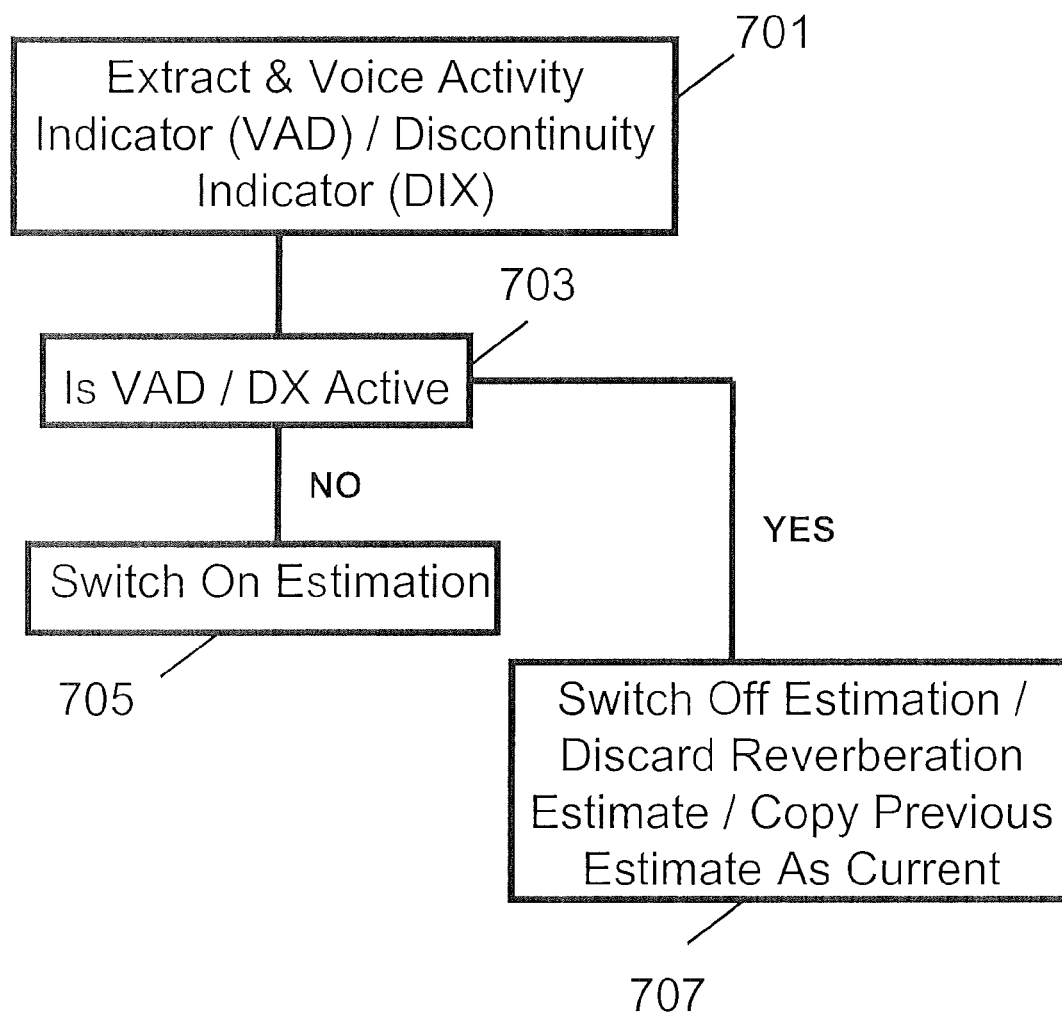 701
Extract & Voice Activity
Indicator (VAD) / Discontinuity
Indicator (DIX)
703
Is VAD / DX Active
NO
YES
Switch On Estimation
705
Switch Off Estimation /
Discard Reverberation
Estimate / Copy Previous
Estimate As Current
707